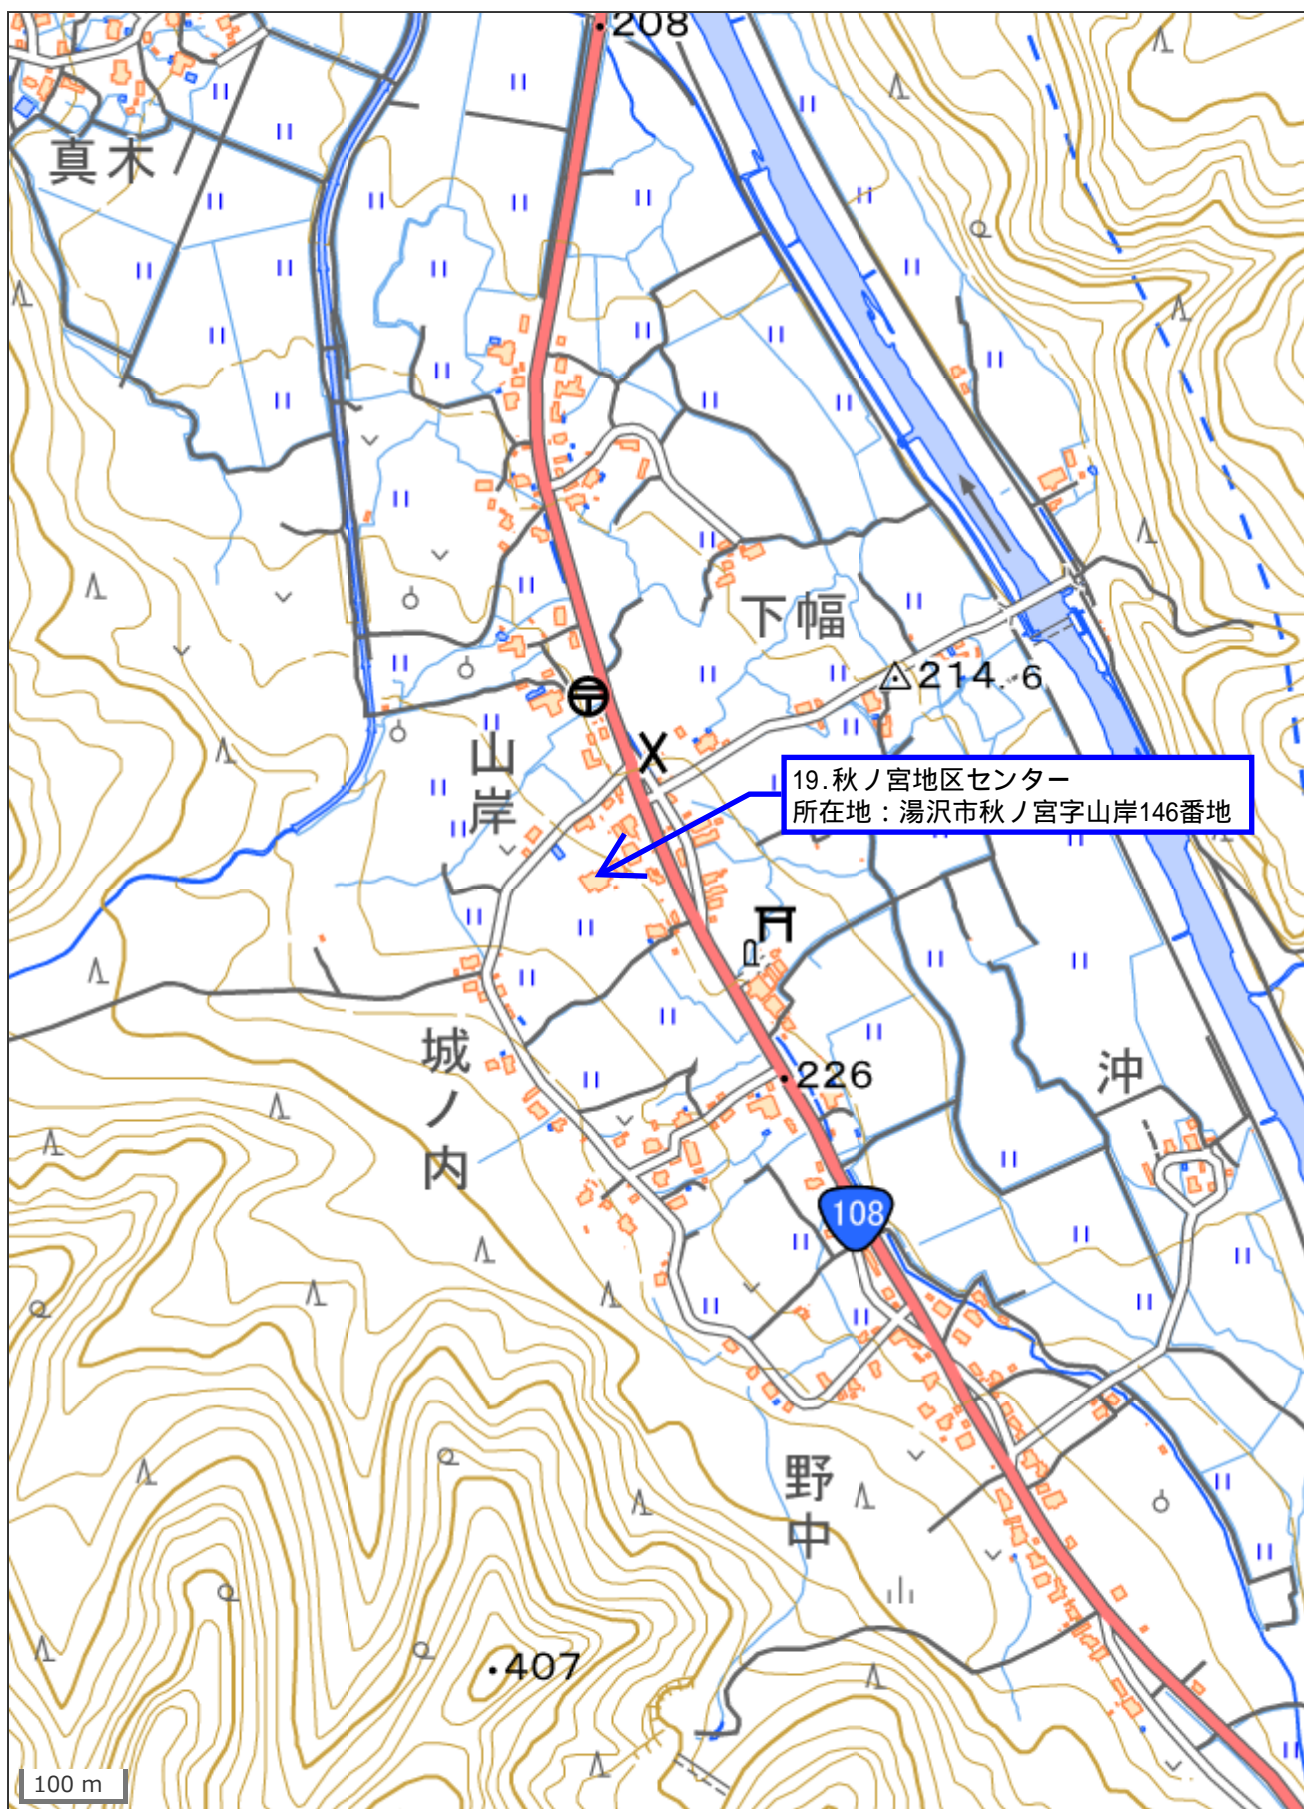 208
真木
下幅
214.6
山岸
19.秋ノ宮地区センター
所在地：湯沢市秋ノ宮字山岸146番地
城ノ内
226
沖
108
野中
407
100 m